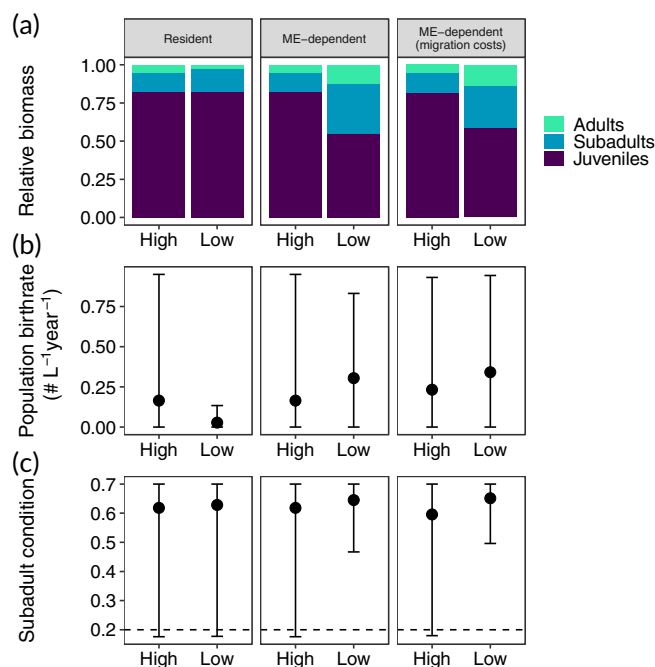 (a)
Resident ME−dependent ME−dependent
(migration costs)
Relative biomass
1.00
0.75
0.50
0.25
0.00
High Low High Low High Low
Adults
Subadults
Juveniles
(b)
Population birthrate
(# L⁻¹year⁻¹)
0.75
0.50
0.25
0.00
High Low High Low High Low
(c)
Subadult condition
0.7
0.6
0.5
0.4
0.3
0.2
High Low High Low High Low